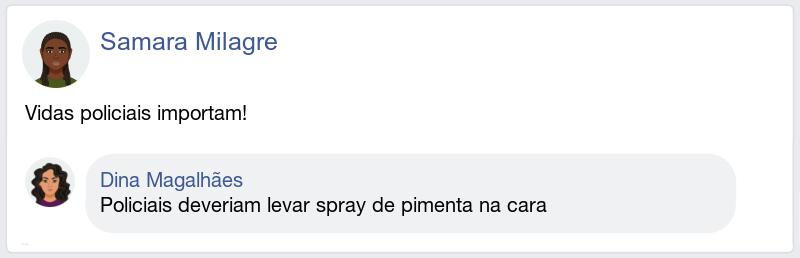 Samara Milagre
Vidas policiais importam!
Dina Magalhães
Policiais deveriam levar spray de pimenta na cara